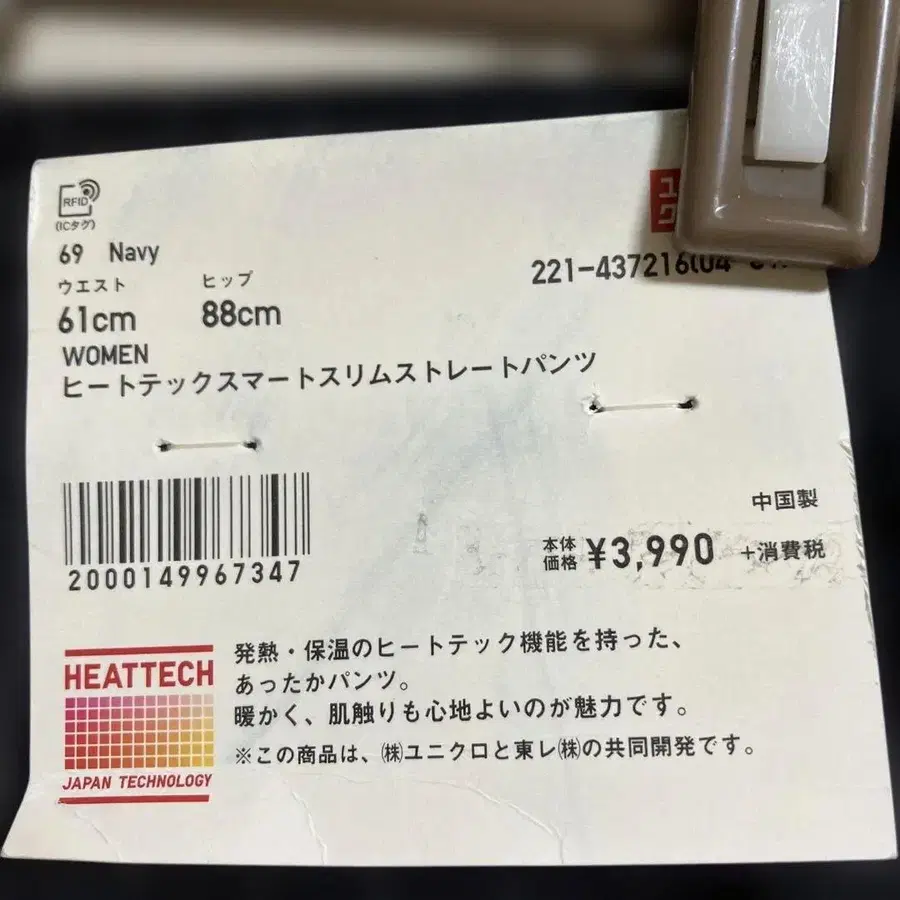 RFID
(ICタグ)
69 Navy
221-437216(04-
ウエスト ヒップ
61cm 88cm
WOMEN
ヒートテックスマートスリムストレートパンツ
中国製
2000149967347
本体価格 ¥3,990 +消費税
HEATTECH
JAPAN TECHNOLOGY
発熱・保温のヒートテック機能を持った、
あったかパンツ。
暖かく、肌触りも心地よいのが魅力です。
※この商品は、㈱ユニクロと東レ㈱の共同開発です。